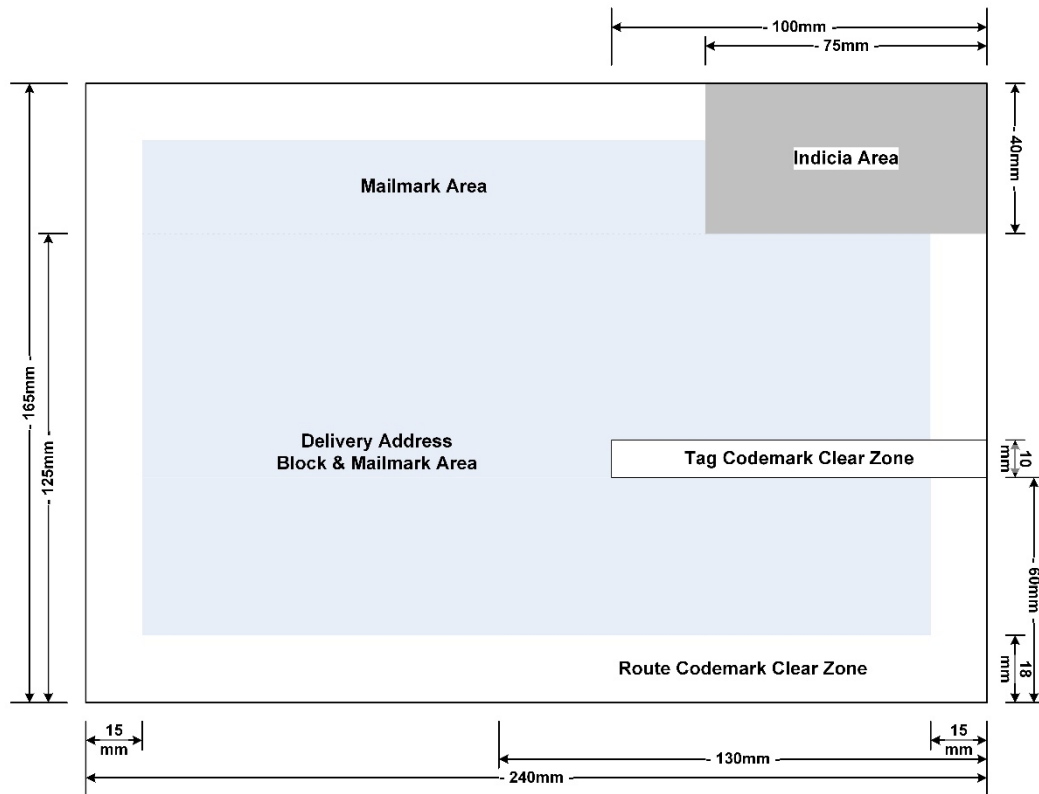 - 100mm -
- 75mm -
Indicia Area
- 40mm -
Mailmark Area
- 165mm -
- 125mm -
Delivery Address
Block & Mailmark Area
Tag Codemark Clear Zone
10
mm
- 60mm -
Route Codemark Clear Zone
18
mm
15
mm
15
mm
- 130mm -
- 240mm -